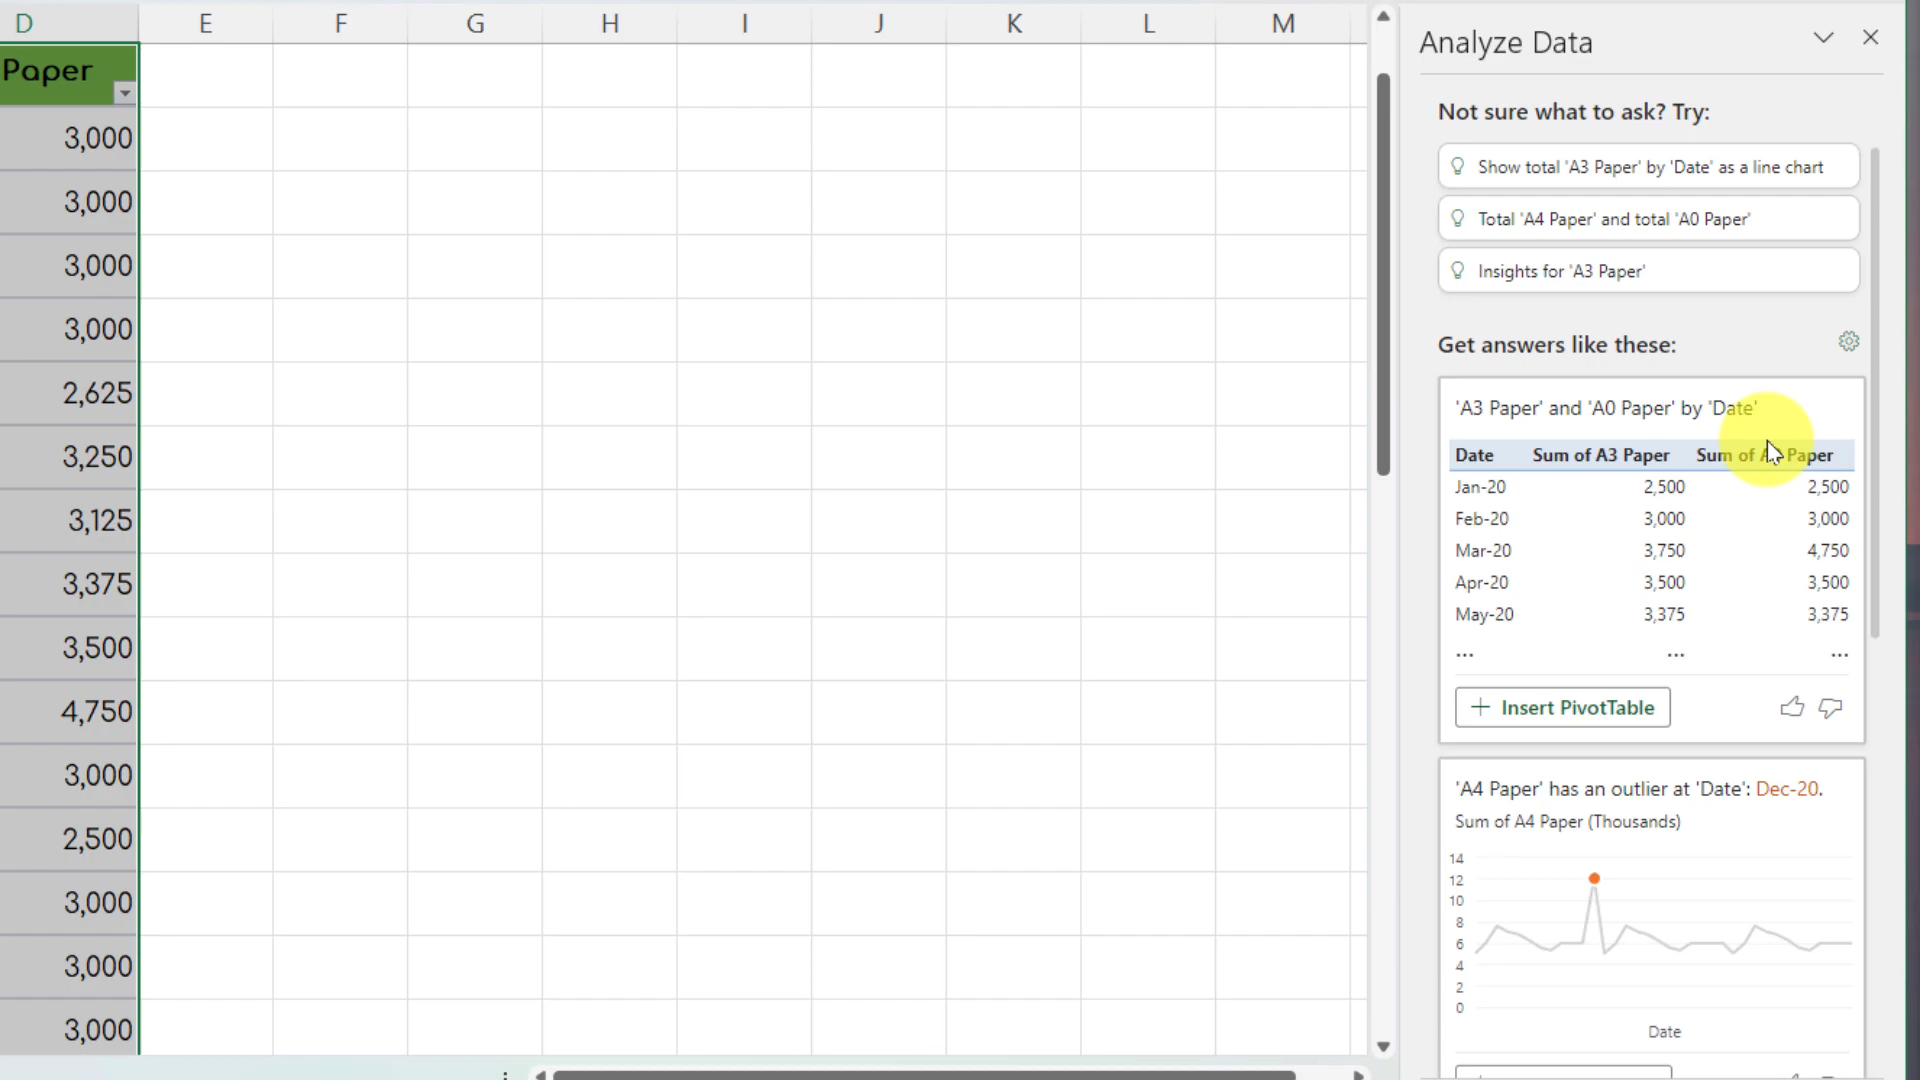 D E F G H I J K L M
Paper
3,000
3,000
3,000
3,000
2,625
3,250
3,125
3,375
3,500
4,750
3,000
2,500
3,000
3,000
3,000
Analyze Data
Not sure what to ask? Try:
Show total 'A3 Paper' by 'Date' as a line chart
Total 'A4 Paper' and total 'A0 Paper'
Insights for 'A3 Paper'
Get answers like these:
'A3 Paper' and 'A0 Paper' by 'Date'
Date Sum of A3 Paper Sum of Paper
Jan-20 2,500 2,500
Feb-20 3,000 3,000
Mar-20 3,750 4,750
Apr-20 3,500 3,500
May-20 3,375 3,375
... ... ...
+ Insert PivotTable
'A4 Paper' has an outlier at 'Date': Dec-20.
Sum of A4 Paper (Thousands)
14
12
10
8
6
4
2
0
Date